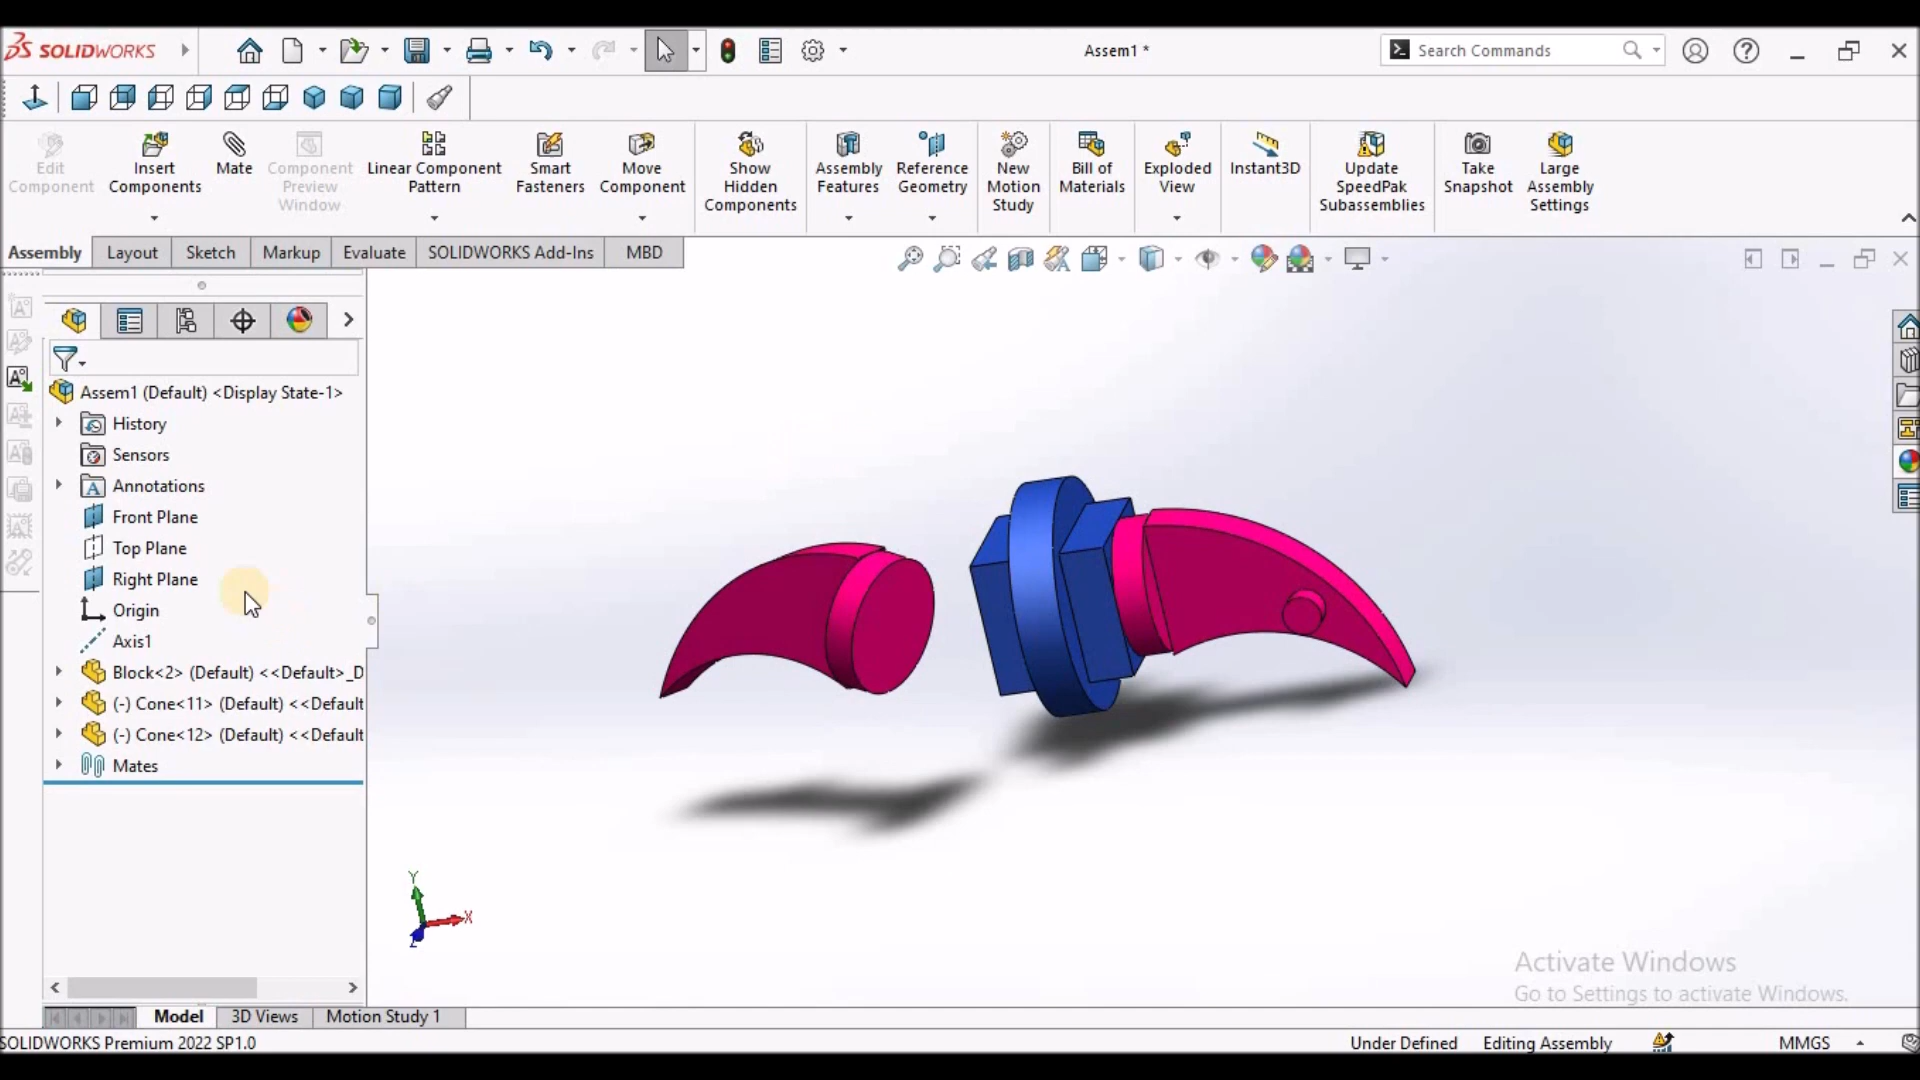 SOLIDWORKS
Assem1 *
Search Commands
Edit Component
Insert Components
Mate
Component Preview Window
Linear Component Pattern
Smart Fasteners
Move Component
Show Hidden Components
Assembly Features
Reference Geometry
New Motion Study
Bill of Materials
Exploded View
Instant3D
Update SpeedPak Subassemblies
Take Snapshot
Large Assembly Settings
Assembly
Layout
Sketch
Markup
Evaluate
SOLIDWORKS Add-Ins
MBD
Assem1 (Default) <Display State-1>
History
Sensors
Annotations
Front Plane
Top Plane
Right Plane
Origin
Axis1
Block<2> (Default) <<Default>_D
(-) Cone<11> (Default) <<Default
(-) Cone<12> (Default) <<Default
Mates
Y
X
Z
Activate Windows
Go to Settings to activate Windows.
Model
3D Views
Motion Study 1
SOLIDWORKS Premium 2022 SP1.0
Under Defined
Editing Assembly
MMGS